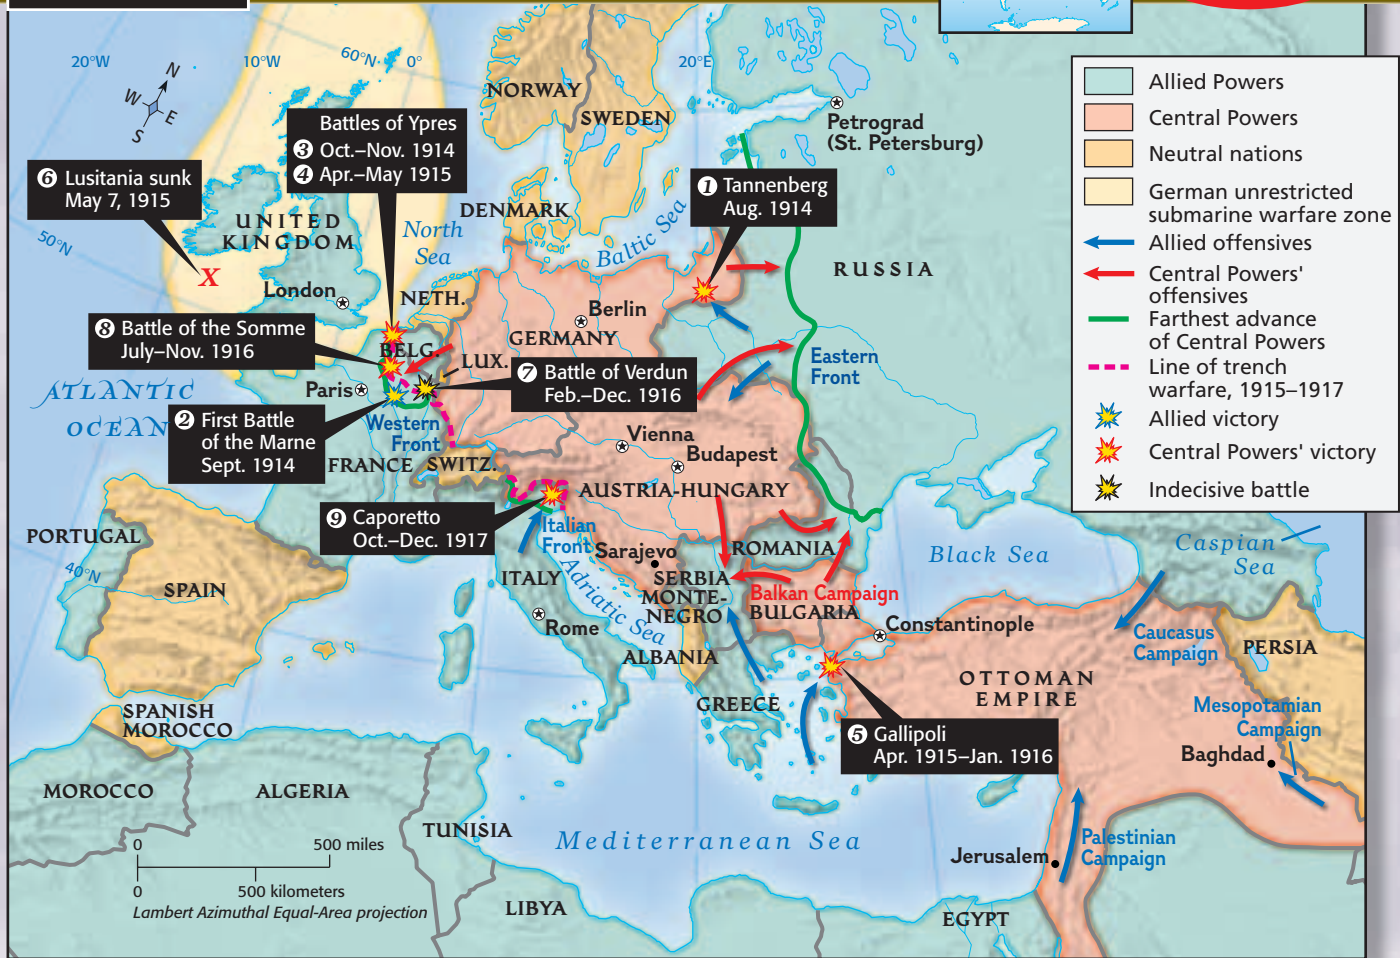 20°W
10°W
60°N
0°
20°E
N
W
E
S
50°N
40°N
NORWAY
SWEDEN
Petrograd
(St. Petersburg)
Battles of Ypres
3 Oct.–Nov. 1914
4 Apr.–May 1915
6 Lusitania sunk
May 7, 1915
X
1 Tannenberg
Aug. 1914
UNITED
KINGDOM
DENMARK
North
Sea
Baltic Sea
RUSSIA
London
NETH.
Berlin
GERMANY
8 Battle of the Somme
July–Nov. 1916
BELG.
LUX.
7 Battle of Verdun
Feb.–Dec. 1916
Eastern
Front
Paris
ATLANTIC
OCEAN
2 First Battle
of the Marne
Sept. 1914
Western
Front
FRANCE
SWITZ.
Vienna
Budapest
AUSTRIA-HUNGARY
9 Caporetto
Oct.–Dec. 1917
Italian
Front
Sarajevo
ROMANIA
Black Sea
Caspian
Sea
PORTUGAL
SPAIN
ITALY
Adriatic Sea
SERBIA
MONTE-
NEGRO
Balkan Campaign
BULGARIA
Rome
ALBANIA
Constantinople
Caucasus
Campaign
PERSIA
OTTOMAN
EMPIRE
GREECE
5 Gallipoli
Apr. 1915–Jan. 1916
Mesopotamian
Campaign
Baghdad
SPANISH
MOROCCO
MOROCCO
ALGERIA
TUNISIA
Mediterranean Sea
Palestinian
Campaign
Jerusalem
LIBYA
EGYPT
0
500 miles
0
500 kilometers
Lambert Azimuthal Equal-Area projection
Allied Powers
Central Powers
Neutral nations
German unrestricted
submarine warfare zone
Allied offensives
Central Powers'
offensives
Farthest advance
of Central Powers
Line of trench
warfare, 1915–1917
Allied victory
Central Powers' victory
Indecisive battle